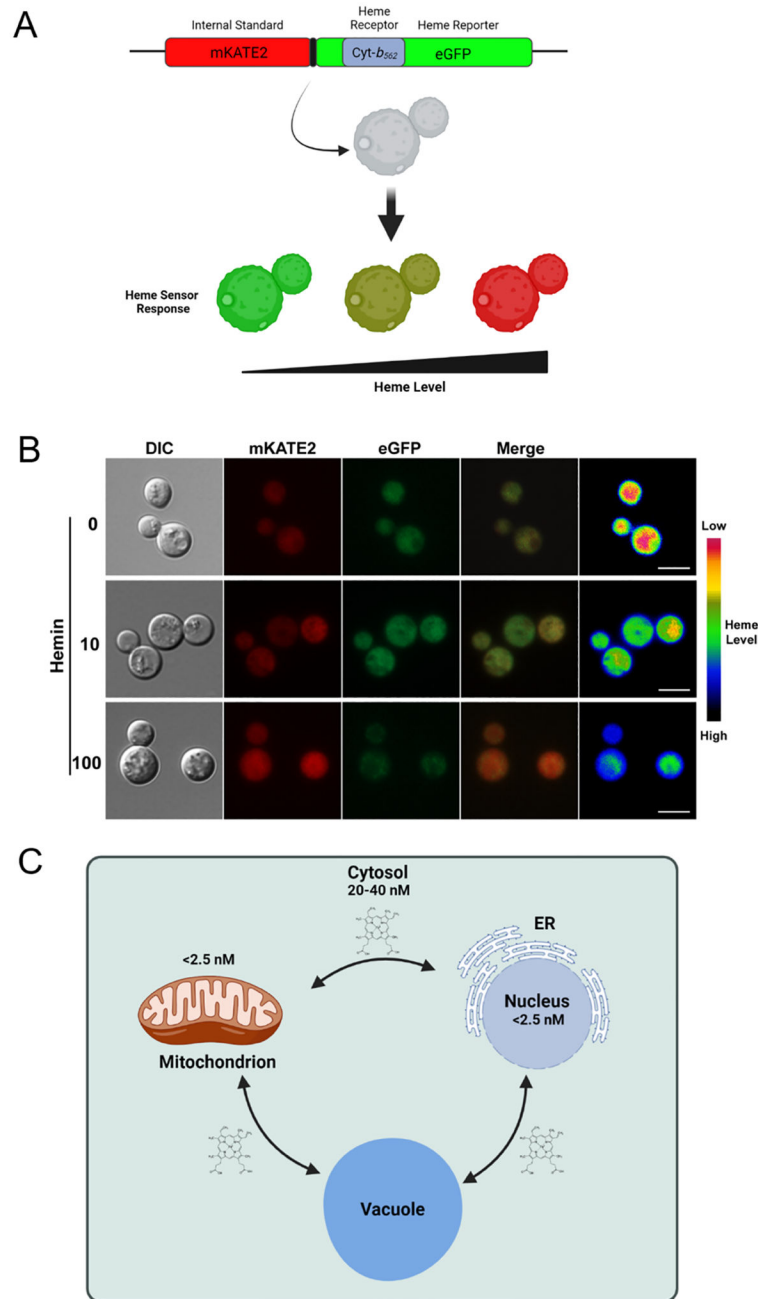 A
Internal Standard
Heme
Receptor
Heme Reporter
mKATE2
Cyt-b562
eGFP
Heme Sensor
Response
Heme Level
B
DIC
mKATE2
eGFP
Merge
Hemin
0
10
100
Low
Heme
Level
High
C
Cytosol
20-40 nM
<2.5 nM
Mitochondrion
ER
Nucleus
<2.5 nM
Vacuole